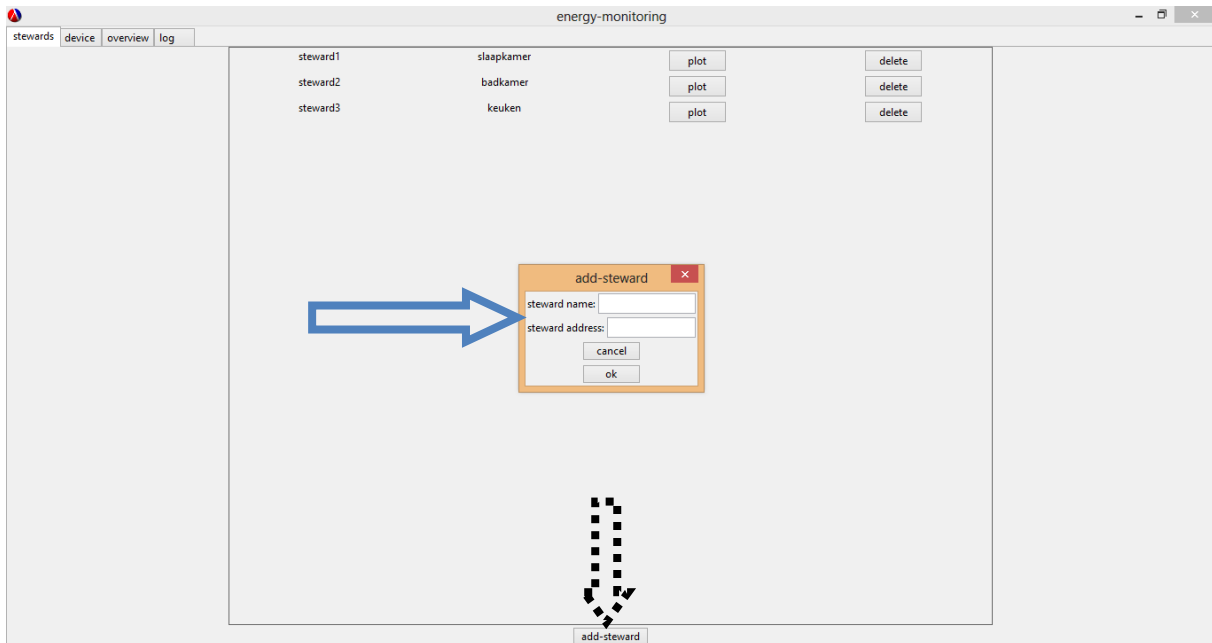 energy-monitoring
stewards device overview log
steward1 slaapkamer plot delete
steward2 badkamer plot delete
steward3 keuken plot delete
add-steward
steward name:
steward address:
cancel
ok
add-steward